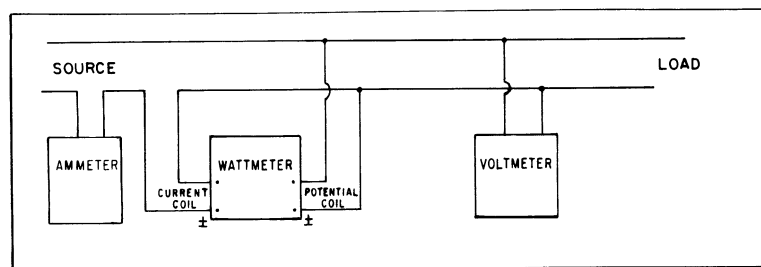 SOURCE
LOAD
AMMETER
WATTMETER
VOLTMETER
CURRENT
COIL
POTENTIAL
COIL
±
±